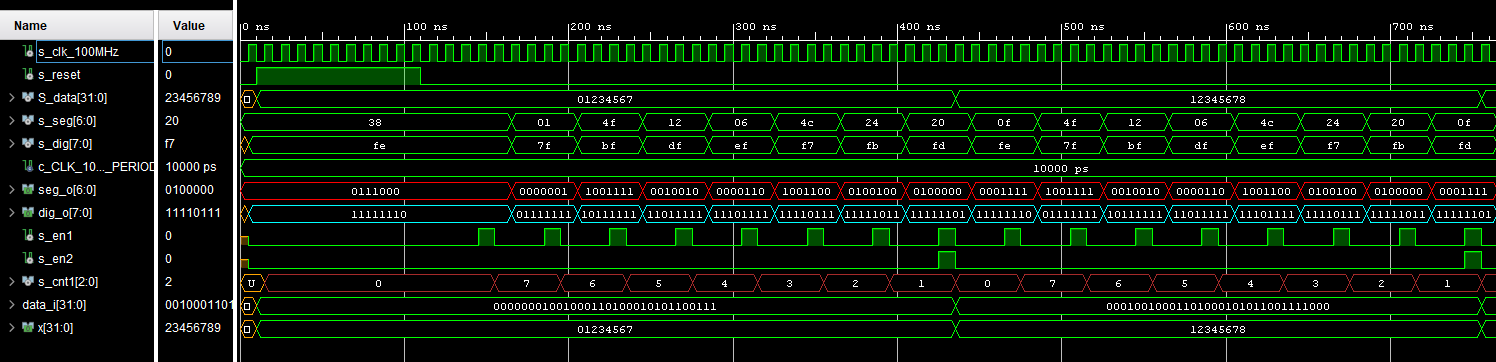 Name Value 0 ns 100 ns 200 ns 300 ns 400 ns 500 ns 600 ns 700 ns
s_clk_100MHz 0
s_reset 0
S_data[31:0] 23456789 01234567 12345678
s_seg[6:0] 20 38 01 4f 12 06 4c 24 20 0f 4f 12 06 4c 24 20 0f
s_dig[7:0] f7 fe 7f bf df ef f7 fb fd fe 7f bf df ef f7 fb fd
c_CLK_10..._PERIOD 10000 ps 10000 ps
seg_o[6:0] 0100000 0111000 0000001 1001111 0010010 0000110 1001100 0100100 0100000 0001111 1001111 0010010 0000110 1001100 0100100 0100000 0001111
dig_o[7:0] 11110111 11111110 01111111 10111111 11011111 11101111 11110111 11111011 11111101 11111110 01111111 10111111 11011111 11101111 11110111 11111011 11111101
s_en1 0
s_en2 0
s_cnt1[2:0] 2 U 0 7 6 5 4 3 2 1 0 7 6 5 4 3 2 1
data_i[31:0] 0010001101 00000001001000110100010101100111 00010010001101000101011001111000
x[31:0] 23456789 01234567 12345678